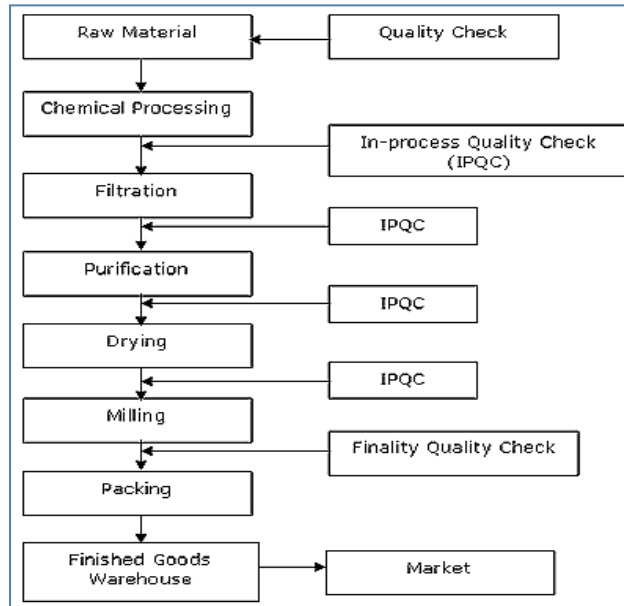 Raw Material
Quality Check
Chemical Processing
In-process Quality Check
(IPQC)
Filtration
IPQC
Purification
IPQC
Drying
IPQC
Milling
Finality Quality Check
Packing
Finished Goods
Warehouse
Market